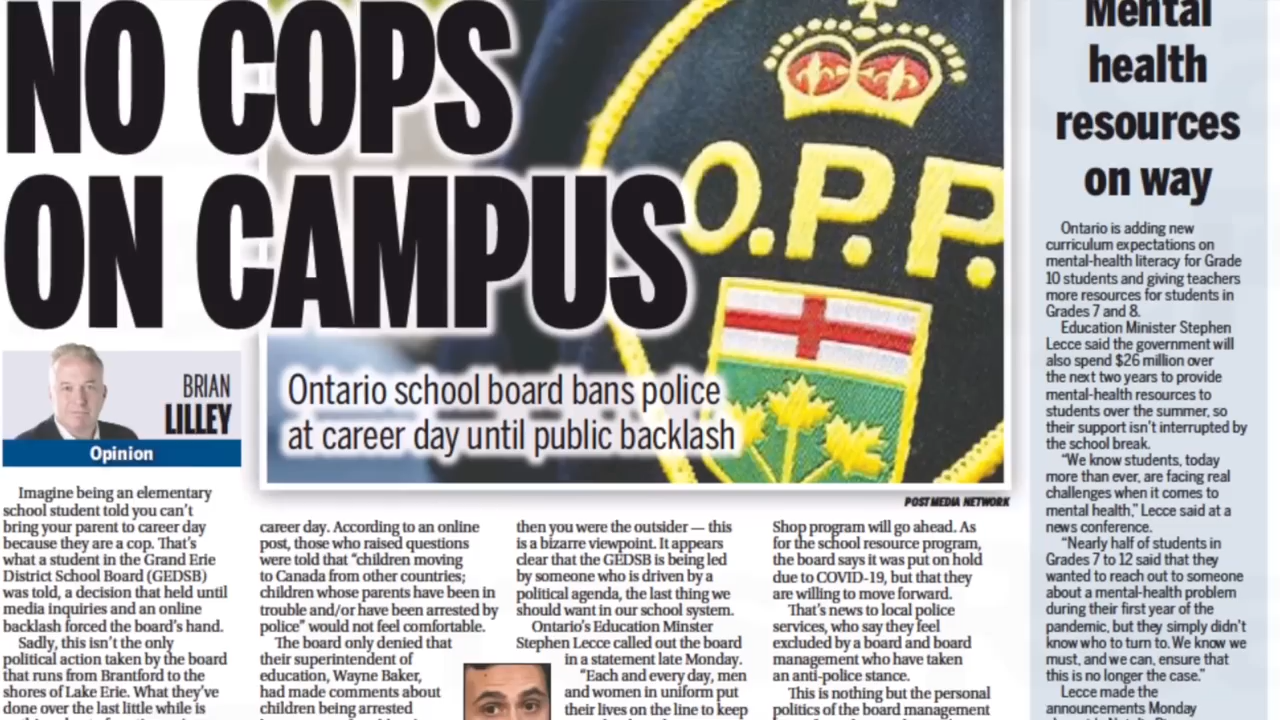 NO COPS
ON CAMPUS
O.P.P.
Ontario school board bans police
at career day until public backlash
BRIAN
LILLEY
Opinion
POSTMEDIA NETWORK
Imagine being an elementary
school student told you can't
bring your parent to career day
because they are a cop. That's
what a student in the Grand Erie
District School Board (GEDSB)
was told, a decision that held until
media inquiries and an online
backlash forced the board's hand.
Sadly, this isn't the only
political action taken by the board
that runs from Brantford to the
shores of Lake Erie. What they've
done over the last little while is
career day. According to an online
post, those who raised questions
were told that “children moving
to Canada from other countries;
children whose parents have been in
trouble and/or have been arrested by
police” would not feel comfortable.
The board only denied that
their superintendent of
education, Wayne Baker,
had made comments about
children being arrested
then you were the outsider — this
is a bizarre viewpoint. It appears
clear that the GEDSB is being led
by someone who is driven by a
political agenda, the last thing we
should want in our school system.
Ontario's Education Minster
Stephen Lecce called out the board
in a statement late Monday.
“Each and every day, men
and women in uniform put
their lives on the line to keep
Shop program will go ahead. As
for the school resource program,
the board says it was put on hold
due to COVID-19, but that they
are willing to move forward.
That's news to local police
services, who say they feel
excluded by a board and board
management who have taken
an anti-police stance.
This is nothing but the personal
politics of the board management
Mental
health
resources
on way
Ontario is adding new
curriculum expectations on
mental-health literacy for Grade
10 students and giving teachers
more resources for students in
Grades 7 and 8.
Education Minister Stephen
Lecce said the government will
also spend $26 million over
the next two years to provide
mental-health resources to
students over the summer, so
their support isn't interrupted by
the school break.
“We know students, today
more than ever, are facing real
challenges when it comes to
mental health,” Lecce said at a
news conference.
“Nearly half of students in
Grades 7 to 12 said that they
wanted to reach out to someone
about a mental-health problem
during their first year of the
pandemic, but they simply didn't
know who to turn to. We know we
must, and we can, ensure that
this is no longer the case.”
Lecce made the
announcements Monday